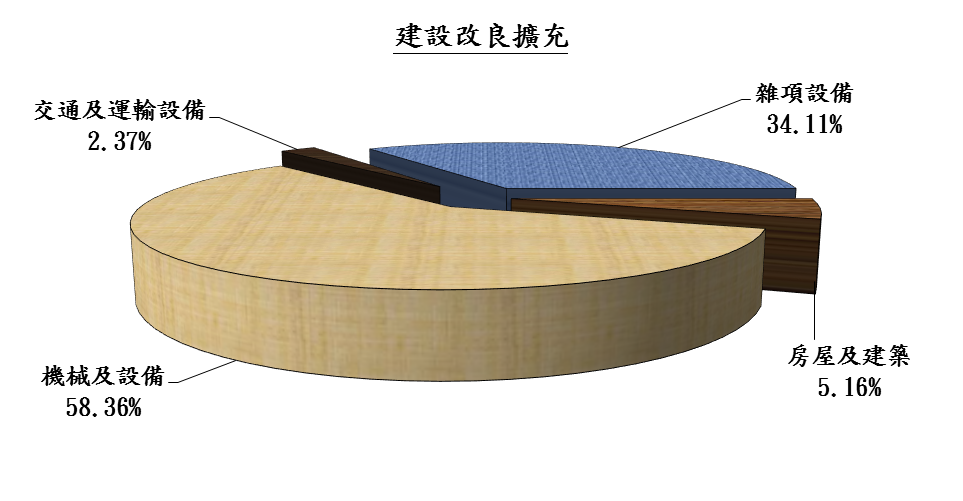 建設改良擴充
交通及運輸設備
2.37%
雜項設備
34.11%
房屋及建築
5.16%
機械及設備
58.36%